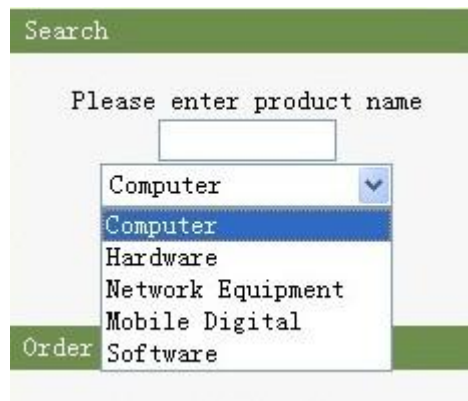 Search
Please enter product name
Computer
Computer
Hardware
Network Equipment
Mobile Digital
Order
Software